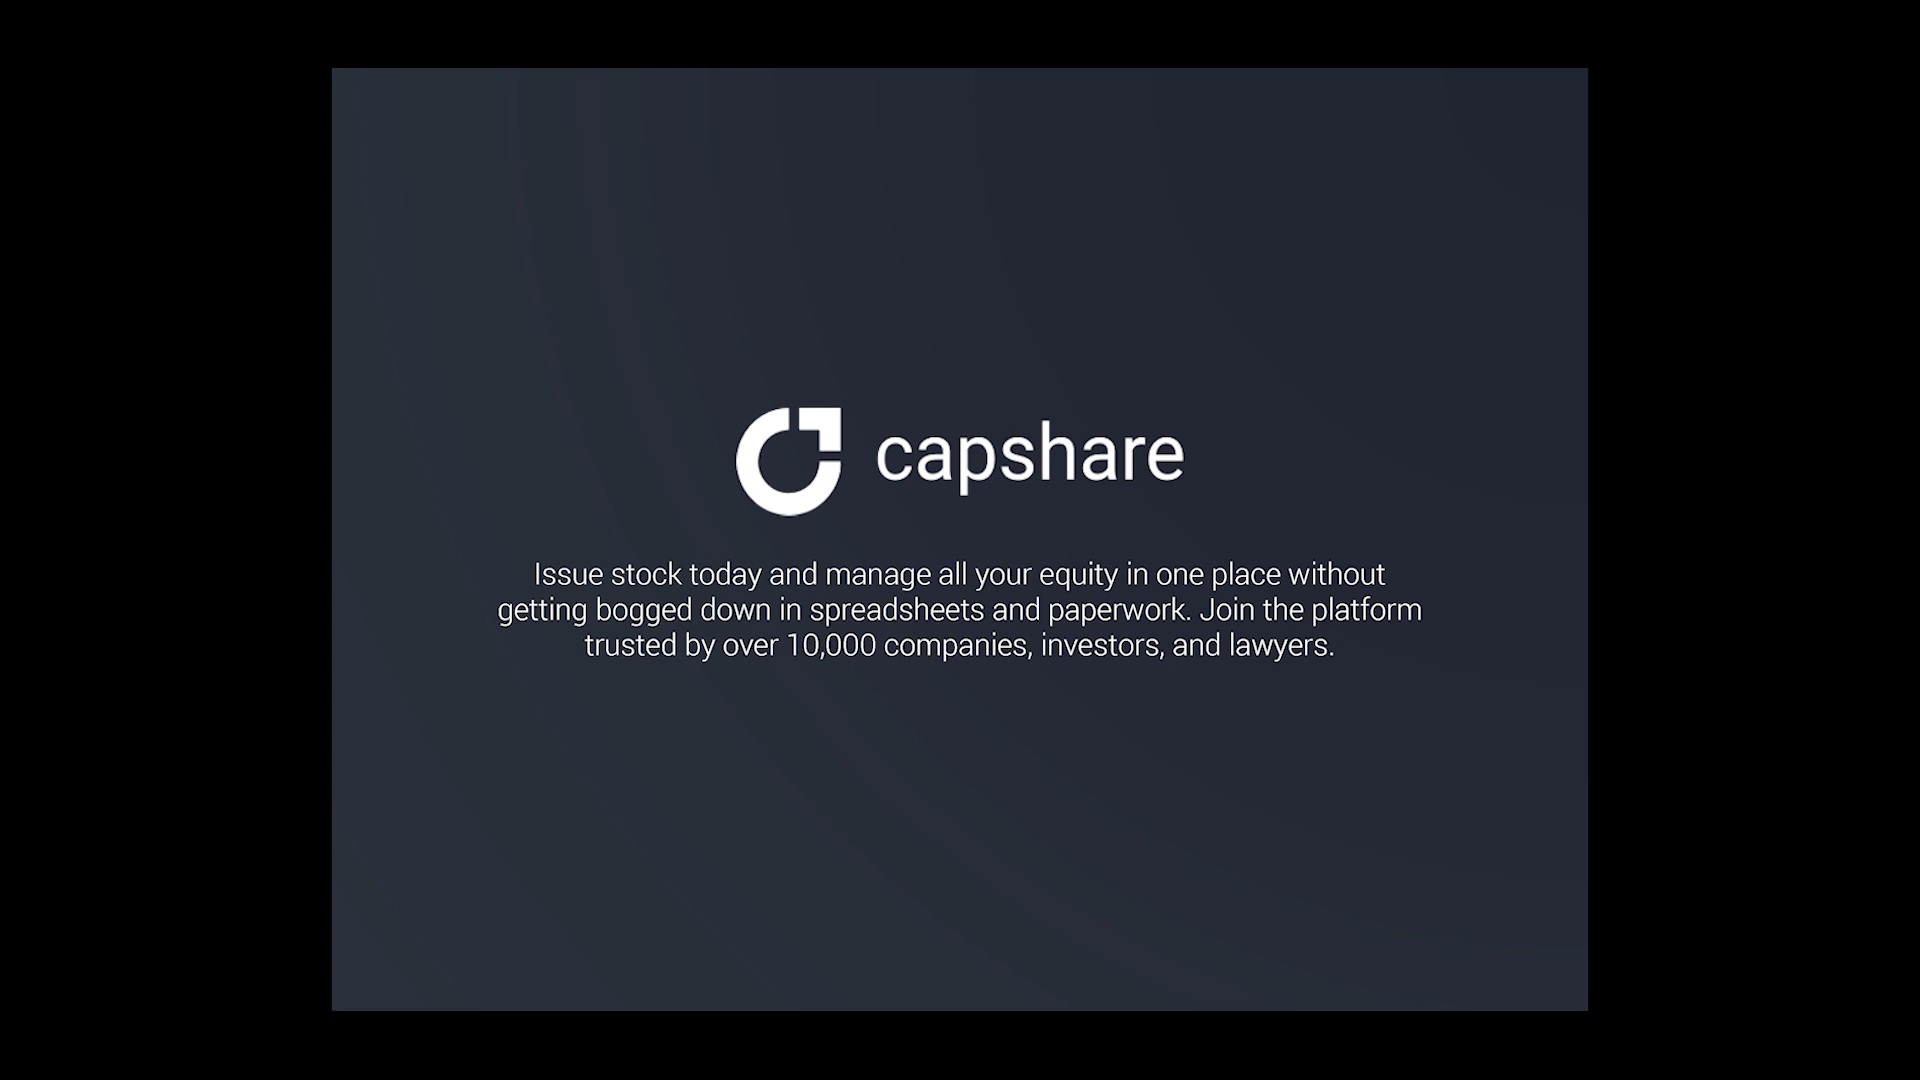 capshare
Issue stock today and manage all your equity in one place without
getting bogged down in spreadsheets and paperwork. Join the platform
trusted by over 10,000 companies, investors, and lawyers.